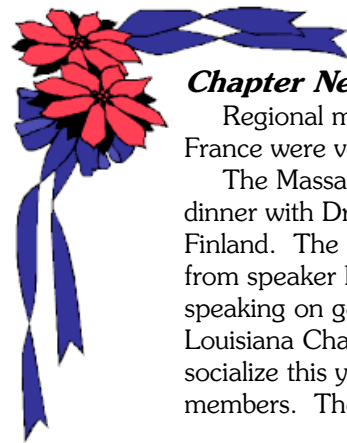 Chapter Ne
Regional m
France were v
The Massa
dinner with Dr
Finland. The
from speaker
speaking on g
Louisiana Cha
socialize this y
members. The